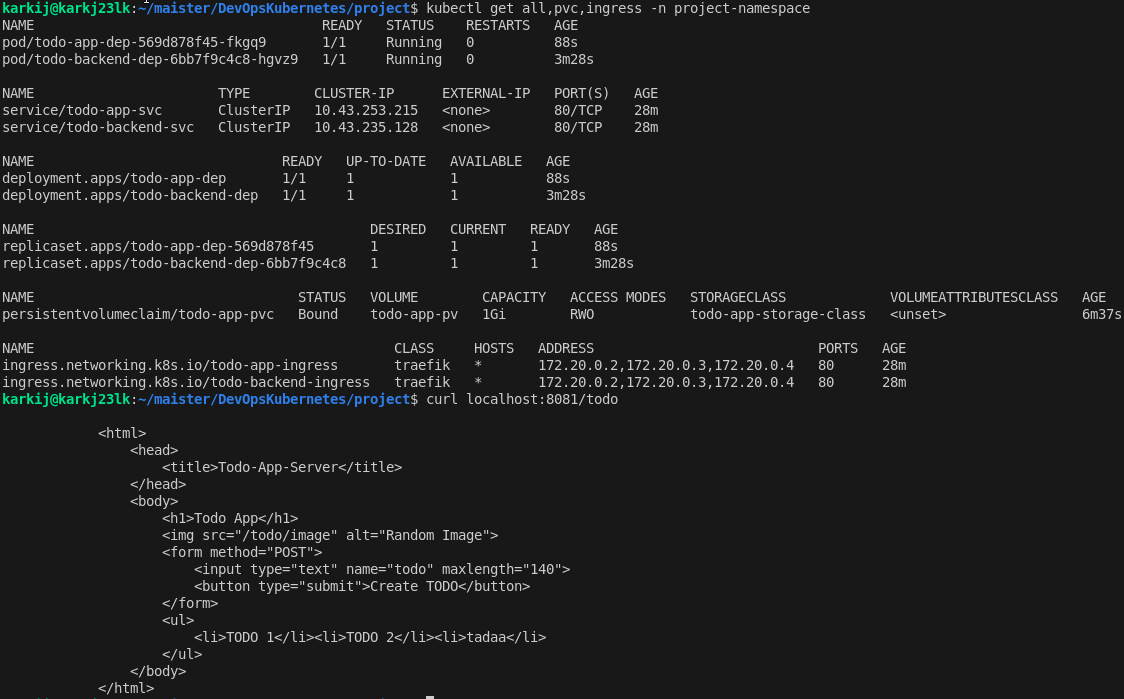 karkij@karkj23lk:~/maister/DevOpsKubernetes/project$ kubectl get all,pvc,ingress -n project-namespace
NAME READY STATUS RESTARTS AGE
pod/todo-app-dep-569d878f45-fkgq9 1/1 Running 0 88s
pod/todo-backend-dep-6bb7f9c4c8-hgvz9 1/1 Running 0 3m28s
NAME TYPE CLUSTER-IP EXTERNAL-IP PORT(S) AGE
service/todo-app-svc ClusterIP 10.43.253.215 <none> 80/TCP 28m
service/todo-backend-svc ClusterIP 10.43.235.128 <none> 80/TCP 28m
NAME READY UP-TO-DATE AVAILABLE AGE
deployment.apps/todo-app-dep 1/1 1 1 88s
deployment.apps/todo-backend-dep 1/1 1 1 3m28s
NAME DESIRED CURRENT READY AGE
replicaset.apps/todo-app-dep-569d878f45 1 1 1 88s
replicaset.apps/todo-backend-dep-6bb7f9c4c8 1 1 1 3m28s
NAME STATUS VOLUME CAPACITY ACCESS MODES STORAGECLASS VOLUMEATTRIBUTESCLASS AGE
persistentvolumeclaim/todo-app-pvc Bound todo-app-pv 1Gi RWO todo-app-storage-class <unset> 6m37s
NAME CLASS HOSTS ADDRESS PORTS AGE
ingress.networking.k8s.io/todo-app-ingress traefik * 172.20.0.2,172.20.0.3,172.20.0.4 80 28m
ingress.networking.k8s.io/todo-backend-ingress traefik * 172.20.0.2,172.20.0.3,172.20.0.4 80 28m
karkij@karkj23lk:~/maister/DevOpsKubernetes/project$ curl localhost:8081/todo
<html>
<head>
<title>Todo-App-Server</title>
</head>
<body>
<h1>Todo App</h1>
<img src="/todo/image" alt="Random Image">
<form method="POST">
<input type="text" name="todo" maxlength="140">
<button type="submit">Create TODO</button>
</form>
<ul>
<li>TODO 1</li><li>TODO 2</li><li>tadaa</li>
</ul>
</body>
</html>